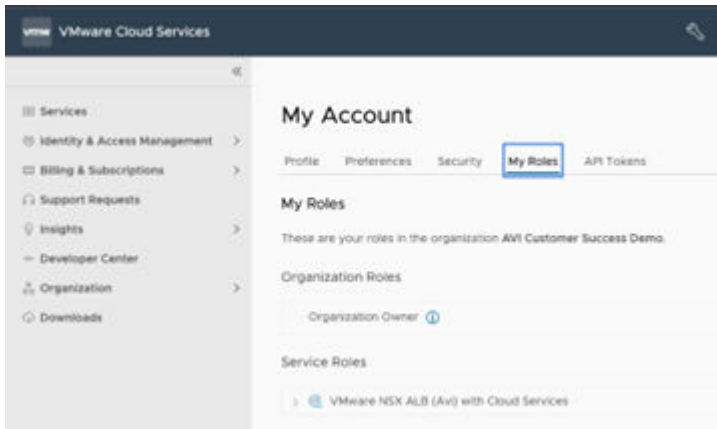 vmw VMware Cloud Services
Services
Identity & Access Management
Billing & Subscriptions
Support Requests
Insights
Developer Center
Organization
Downloads
My Account
Profile Preferences Security My Roles API Tokens
My Roles
These are your roles in the organization AVI Customer Success Demo.
Organization Roles
Organization Owner
Service Roles
VMware NSX ALB (Avi) with Cloud Services